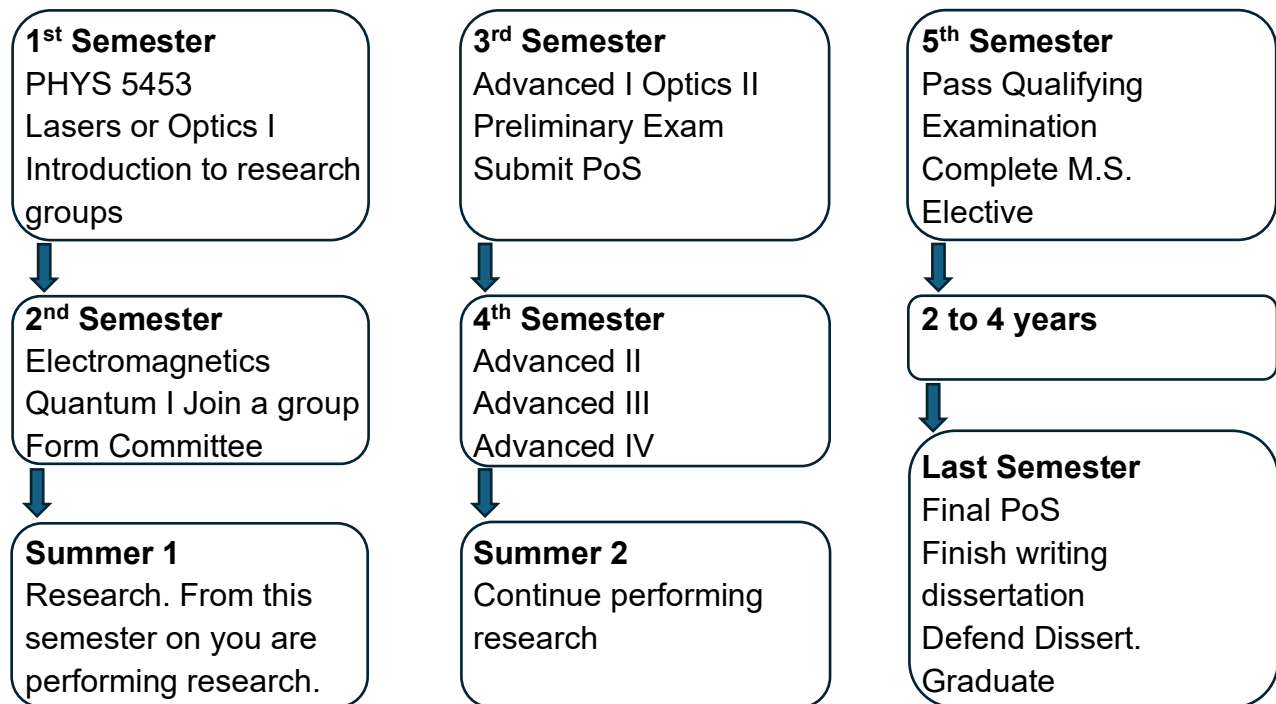 1st Semester
PHYS 5453
Lasers or Optics I
Introduction to research
groups
2nd Semester
Electromagnetics
Quantum I Join a group
Form Committee
Summer 1
Research. From this
semester on you are
performing research.
3rd Semester
Advanced I Optics II
Preliminary Exam
Submit PoS
4th Semester
Advanced II
Advanced III
Advanced IV
Summer 2
Continue performing
research
5th Semester
Pass Qualifying
Examination
Complete M.S.
Elective
2 to 4 years
Last Semester
Final PoS
Finish writing
dissertation
Defend Dissert.
Graduate